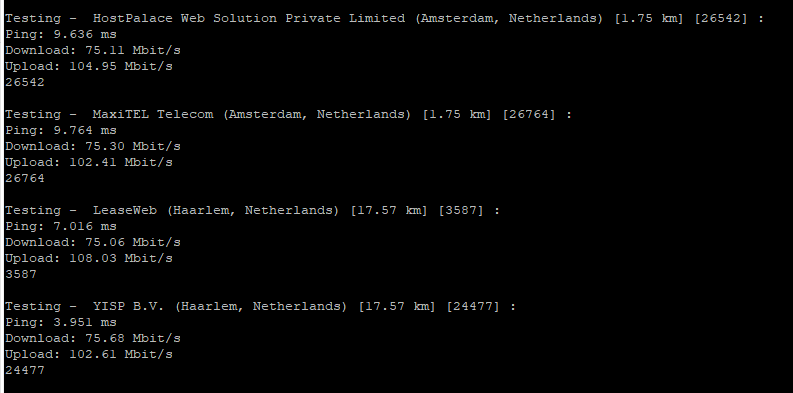 Testing -  HostPalace Web Solution Private Limited (Amsterdam, Netherlands) [1.75 km] [26542] :
Ping: 9.636 ms
Download: 75.11 Mbit/s
Upload: 104.95 Mbit/s
26542
Testing -  MaxiTEL Telecom (Amsterdam, Netherlands) [1.75 km] [26764] :
Ping: 9.764 ms
Download: 75.30 Mbit/s
Upload: 102.41 Mbit/s
26764
Testing -  LeaseWeb (Haarlem, Netherlands) [17.57 km] [3587] :
Ping: 7.016 ms
Download: 75.06 Mbit/s
Upload: 108.03 Mbit/s
3587
Testing -  YISP B.V. (Haarlem, Netherlands) [17.57 km] [24477] :
Ping: 3.951 ms
Download: 75.68 Mbit/s
Upload: 102.61 Mbit/s
24477